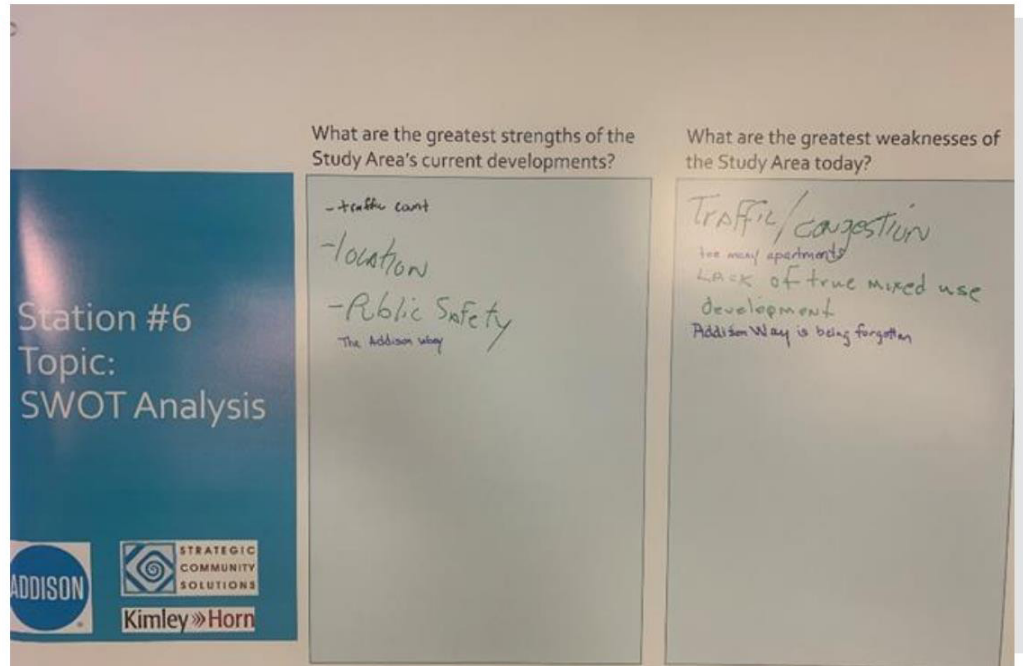 Station #6
Topic:
SWOT Analysis
ADDISON
STRATEGIC
COMMUNITY
SOLUTIONS
Kimley»Horn
What are the greatest strengths of the
Study Area's current developments?
- traffic count
- location
- Public Safety
The Addison way
What are the greatest weaknesses of
the Study Area today?
Traffic/congestion
too many apartments
LACK of true mixed use
development
Addison Way is being forgotten